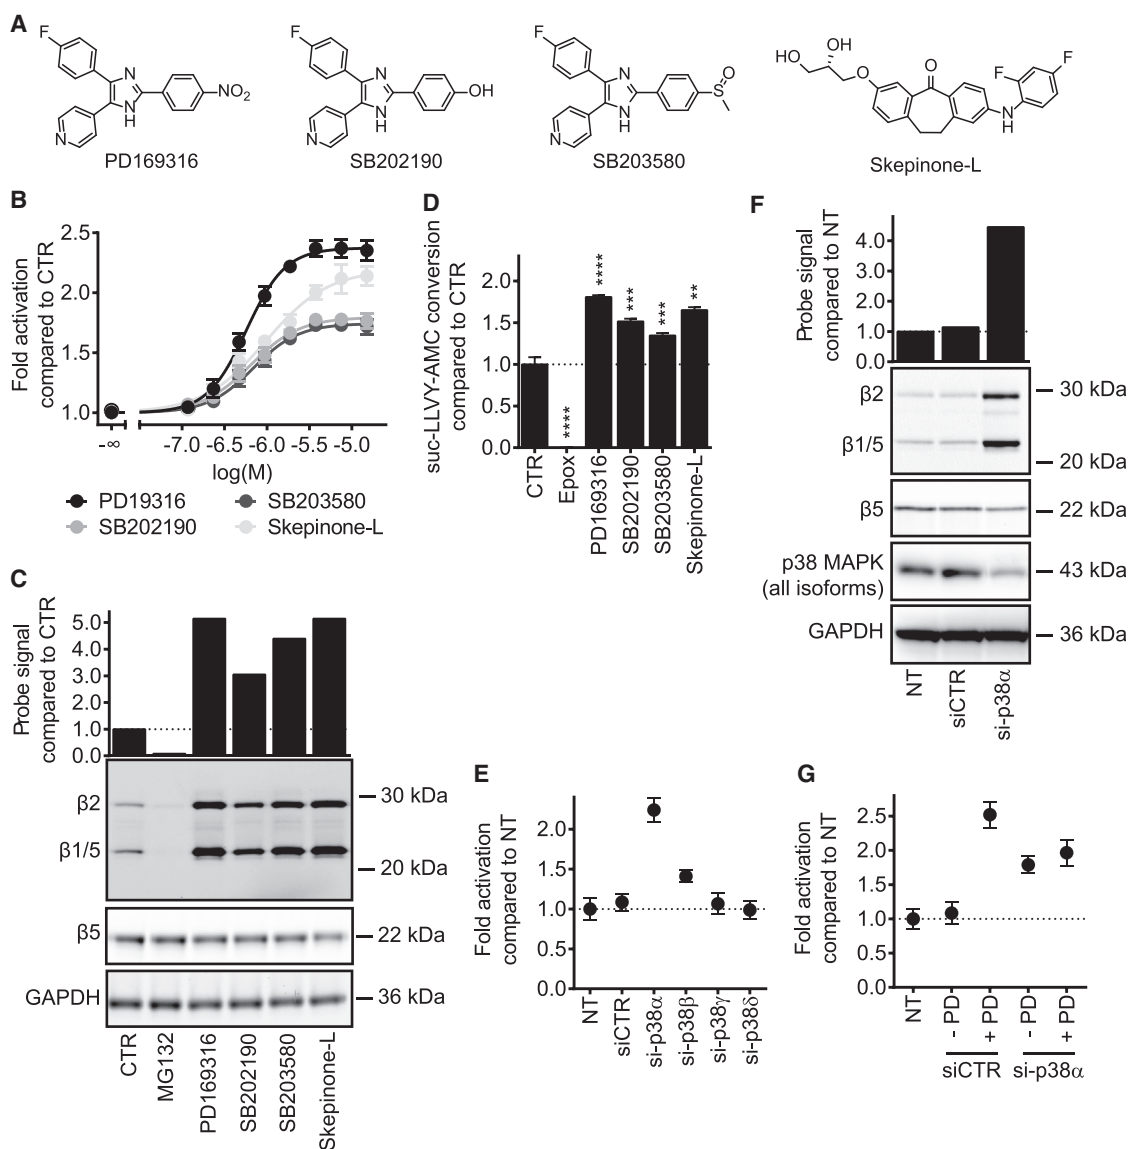 A
F
N
N
H
NO2
N
PD169316
F
N
N
H
OH
N
SB202190
F
N
N
H
S
O
N
SB203580
HO
OH
O
O
N
H
F
F
Skepinone-L
B
Fold activation
compared to CTR
2.5
2.0
1.5
1.0
-∞
-7.0
-6.5
-6.0
-5.5
-5.0
log(M)
PD19316
SB203580
SB202190
Skepinone-L
C
Probe signal
compared to CTR
5.0
4.0
3.0
2.0
1.0
0.0
β2
β1/5
30 kDa
20 kDa
β5
22 kDa
GAPDH
36 kDa
CTR
MG132
PD169316
SB202190
SB203580
Skepinone-L
D
suc-LLVY-AMC conversion
compared to CTR
2.0
1.5
1.0
0.5
0.0
****
****
***
***
**
CTR
Epox
PD169316
SB202190
SB203580
Skepinone-L
E
Fold activation
compared to NT
2.0
1.5
1.0
0.5
0.0
NT
siCTR
si-p38α
si-p38β
si-p38γ
si-p38δ
F
Probe signal
compared to NT
4.0
3.0
2.0
1.0
0.0
β2
β1/5
30 kDa
20 kDa
β5
22 kDa
p38 MAPK
(all isoforms)
43 kDa
GAPDH
36 kDa
NT
siCTR
si-p38α
G
Fold activation
compared to NT
2.5
2.0
1.5
1.0
0.5
0.0
NT
- PD
+ PD
- PD
+ PD
siCTR
si-p38α